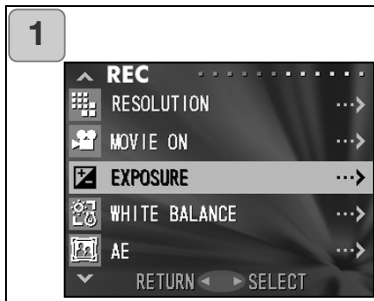 1
REC
RESOLUTION
MOVIE ON
EXPOSURE
WHITE BALANCE
AE
RETURN SELECT